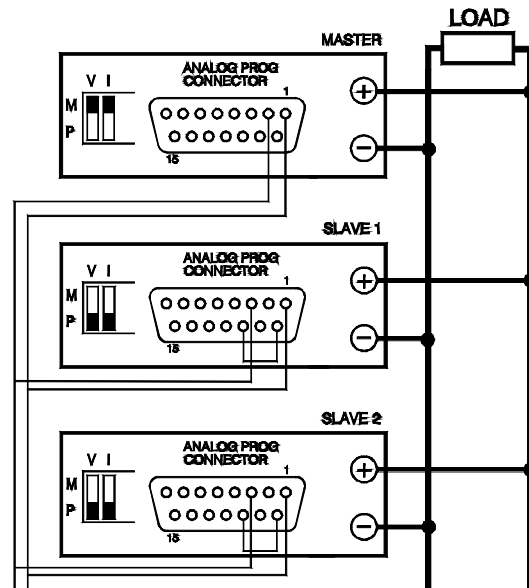 LOAD
MASTER
ANALOG PROG
CONNECTOR
V I
1
M
P
+
−
15
SLAVE 1
ANALOG PROG
CONNECTOR
V I
1
M
P
+
−
15
SLAVE 2
ANALOG PROG
CONNECTOR
V I
1
M
P
+
−
15